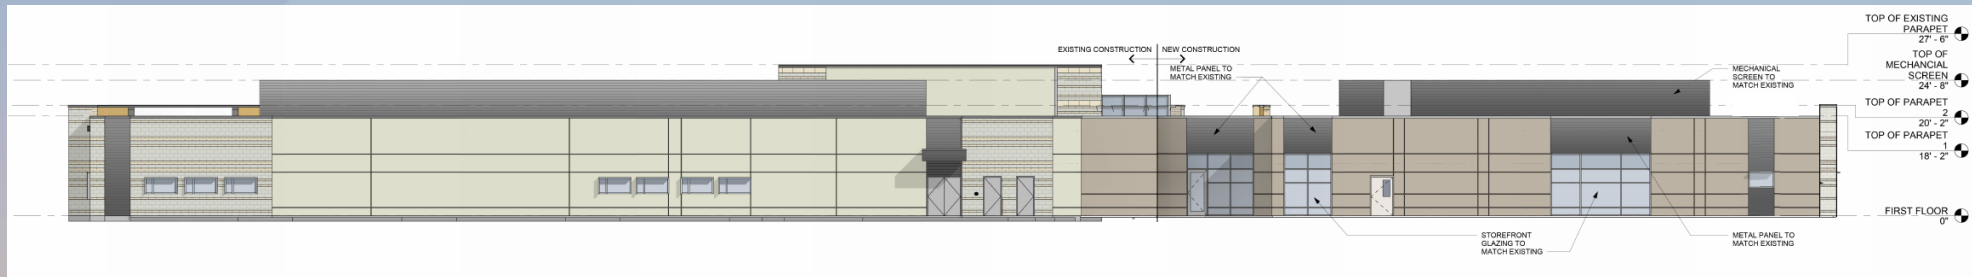 TOP OF EXISTING
PARAPET
27' - 6"
EXISTING CONSTRUCTION
NEW CONSTRUCTION
TOP OF
MECHANCIAL
SCREEN
24' - 8"
METAL PANEL TO
MATCH EXISTING
MECHANICAL
SCREEN TO
MATCH EXISTING
TOP OF PARAPET
2
20' - 2"
TOP OF PARAPET
1
18' - 2"
FIRST FLOOR
0"
STOREFRONT
GLAZING TO
MATCH EXISTING
METAL PANEL TO
MATCH EXISTING